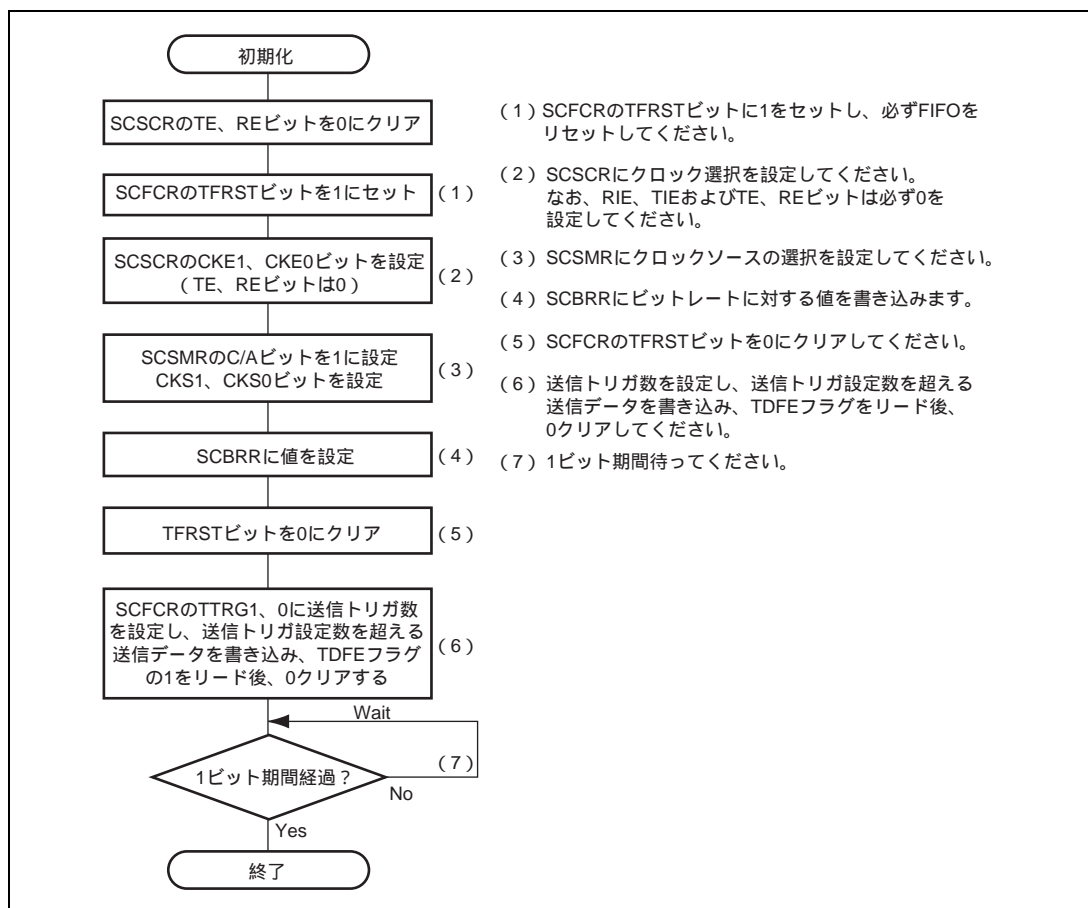 初期化
SCSCRのTE、REビットを0にクリア
SCFCRのTFRSTビットを1にセット
(1)
SCSCRのCKE1、CKE0ビットを設定
(TE、REビットは0)
(2)
SCSMRのC/Aビットを1に設定
CKS1、CKS0ビットを設定
(3)
SCBRRに値を設定
(4)
TFRSTビットを0にクリア
(5)
SCFCRのTTRG1、0に送信トリガ数
を設定し、送信トリガ設定数を超える
送信データを書き込み、TDFEフラグ
の1をリード後、0クリアする
(6)
Wait
1ビット期間経過?
(7)
No
Yes
終了
(1)SCFCRのTFRSTビットに1をセットし、必ずFIFOを
リセットしてください。
(2)SCSCRにクロック選択を設定してください。
なお、RIE、TIEおよびTE、REビットは必ず0を
設定してください。
(3)SCSMRにクロックソースの選択を設定してください。
(4)SCBRRにビットレートに対する値を書き込みます。
(5)SCFCRのTFRSTビットを0にクリアしてください。
(6)送信トリガ数を設定し、送信トリガ設定数を超える
送信データを書き込み、TDFEフラグをリード後、
0クリアしてください。
(7)1ビット期間待ってください。